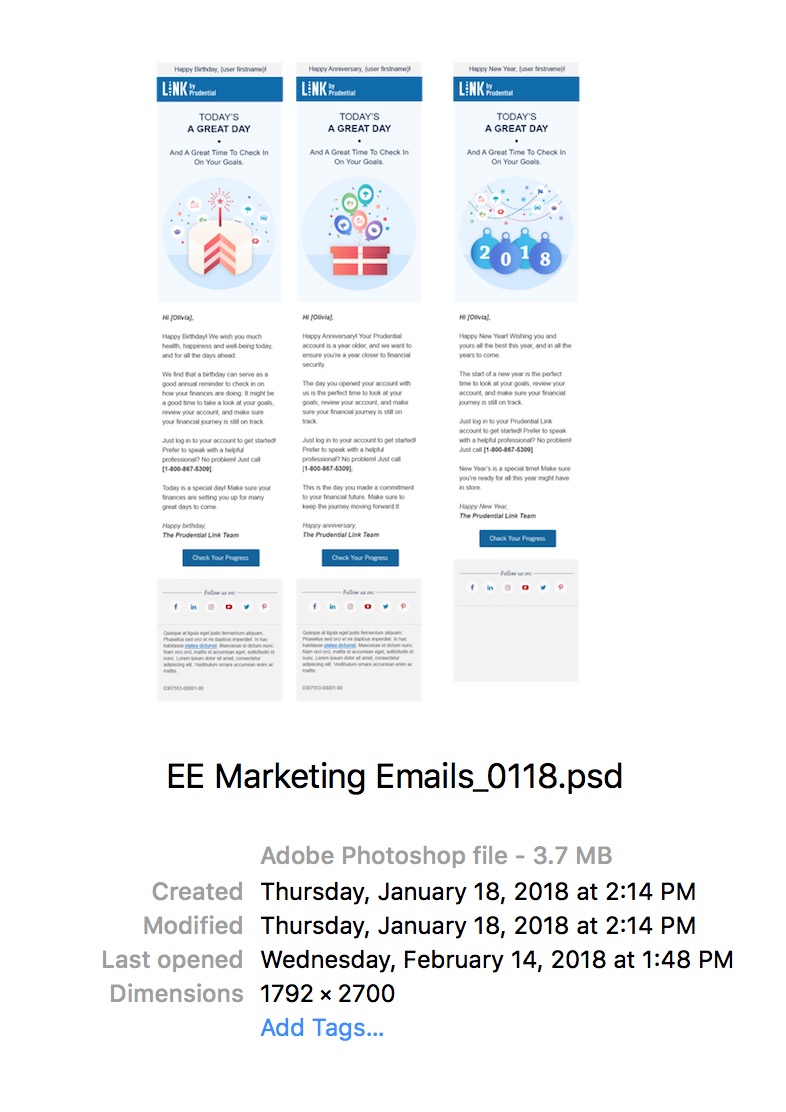 Happy Birthday, {user firstname}!
LINK by Prudential
TODAY'S
A GREAT DAY
•
And A Great Time To Check In
On Your Goals.
Hi [Olivia],
Happy Birthday! We wish you much
health, happiness and well-being today,
and for all the days ahead.
We find that a birthday can serve as a
good annual reminder to check in on
how your finances are doing. It might be
a good time to take a look at your goals,
review your account, and make sure
your financial journey is still on track.
Just log in to your account to get started!
Prefer to speak with a helpful
professional? No problem! Just call
[1-800-867-5309].
Today is a special day! Make sure your
finances are setting you up for many
great days to come.
Happy birthday,
The Prudential Link Team
Check Your Progress
Follow us on:
Quisque at ligula eget justo fermentum aliquam.
Phasellus sed orci et mi dapibus imperdiet. In hac
habitasse platea dictumst. Maecenas id dictum nunc.
Nam orci orci, mattis id accumsan eget, sollicitudin id
nunc. Lorem ipsum dolor sit amet, consectetur
adipiscing elit. Vestibulum ornare accumsan enim ac
mattis.
0307553-00001-00
Happy Anniversary, {user firstname}!
LINK by Prudential
TODAY'S
A GREAT DAY
•
And A Great Time To Check In
On Your Goals.
Hi [Olivia],
Happy Anniversary! Your Prudential
account is a year older, and we want to
ensure you're a year closer to financial
security.
The day you opened your account with
us is the perfect time to look at your
goals, review your account, and make
sure your financial journey is still on
track.
Just log in to your account to get started!
Prefer to speak with a helpful
professional? No problem! Just call
[1-800-867-5309].
This is the day you made a commitment
to your financial future. Make sure to
keep the journey moving forward.tt
Happy anniversary,
The Prudential Link Team
Check Your Progress
Follow us on:
Quisque at ligula eget justo fermentum aliquam.
Phasellus sed orci et mi dapibus imperdiet. In hac
habitasse platea dictumst. Maecenas id dictum nunc.
Nam orci orci, mattis id accumsan eget, sollicitudin id
nunc. Lorem ipsum dolor sit amet, consectetur
adipiscing elit. Vestibulum ornare accumsan enim ac
mattis.
0307553-00001-00
Happy New Year, {user firstname}!
LINK by Prudential
TODAY'S
A GREAT DAY
•
And A Great Time To Check In
On Your Goals.
2018
Hi [Olivia],
Happy New Year! Wishing you and
yours all the best this year, and in all the
years to come.
The start of a new year is the perfect
time to look at your goals, review your
account, and make sure your financial
journey is still on track.
Just log in to your Prudential Link
account to get started! Prefer to speak
with a helpful professional? No problem!
Just call [1-800-867-5309].
New Year's is a special time! Make sure
you're ready for all this year might have
in store.
Happy New Year,
The Prudential Link Team
Check Your Progress
Follow us on:
EE Marketing Emails_0118.psd
Adobe Photoshop file - 3.7 MB
Created Thursday, January 18, 2018 at 2:14 PM
Modified Thursday, January 18, 2018 at 2:14 PM
Last opened Wednesday, February 14, 2018 at 1:48 PM
Dimensions 1792 × 2700
Add Tags...